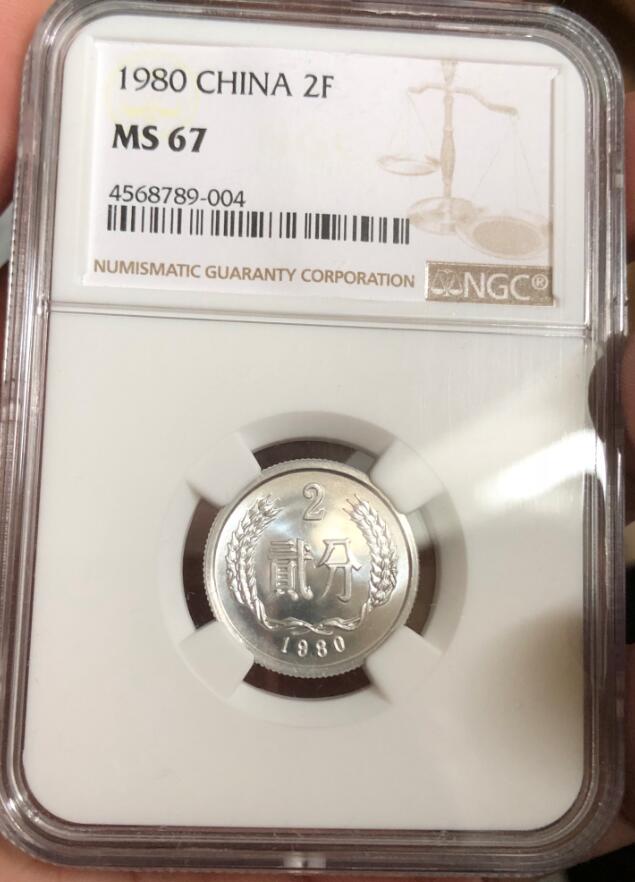 1980 CHINA 2F
MS 67
4568789-004
NUMISMATIC GUARANTY CORPORATION
NGC®
2
贰分
1980